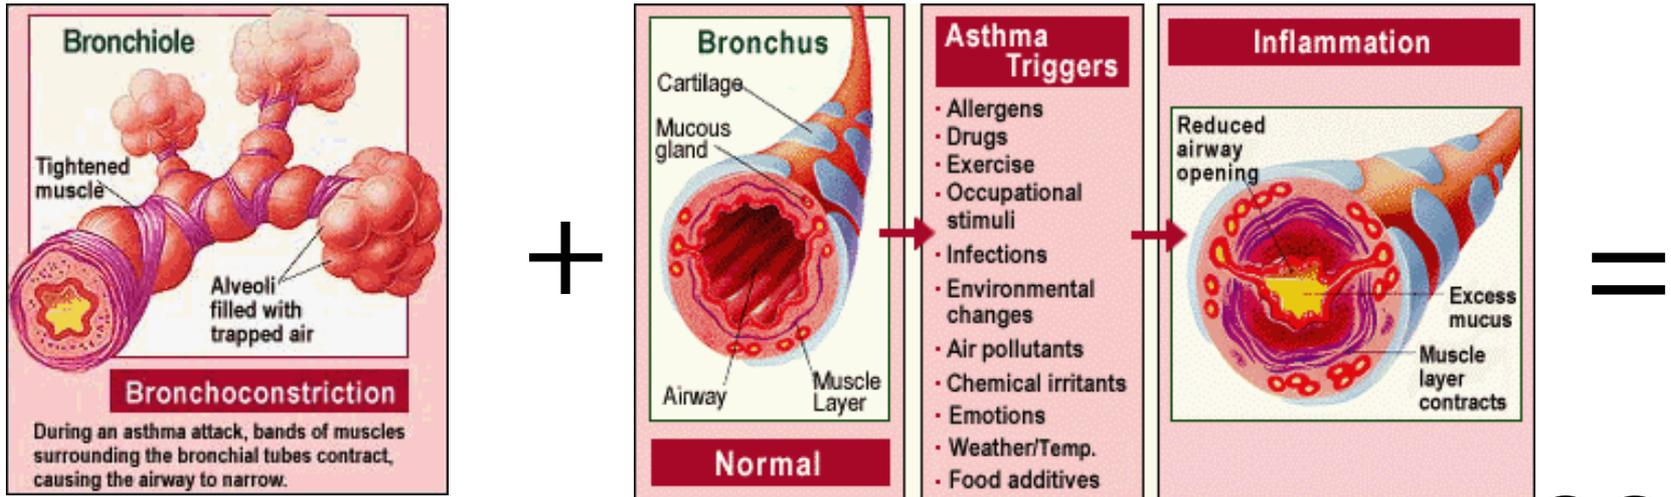 Bronchiole
Tightened
muscle
Alveoli
filled with
trapped air
Bronchoconstriction
During an asthma attack, bands of muscles
surrounding the bronchial tubes contract,
causing the airway to narrow.
+
Bronchus
Cartilage
Mucous
gland
Airway
Muscle
Layer
Normal
Asthma
Triggers
· Allergens
· Drugs
· Exercise
· Occupational
stimuli
· Infections
· Environmental
changes
· Air pollutants
· Chemical irritants
· Emotions
· Weather/Temp.
· Food additives
Inflammation
Reduced
airway
opening
Excess
mucus
Muscle
layer
contracts
=